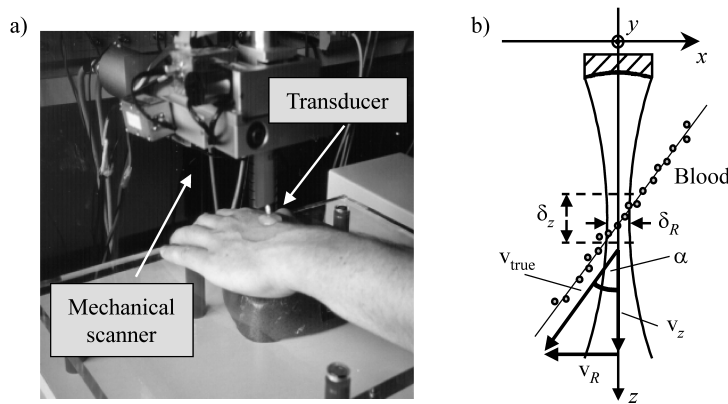 a)
Transducer
Mechanical
scanner
b)
y
x
Blood
δz
δR
vtrue
α
vz
vR
z